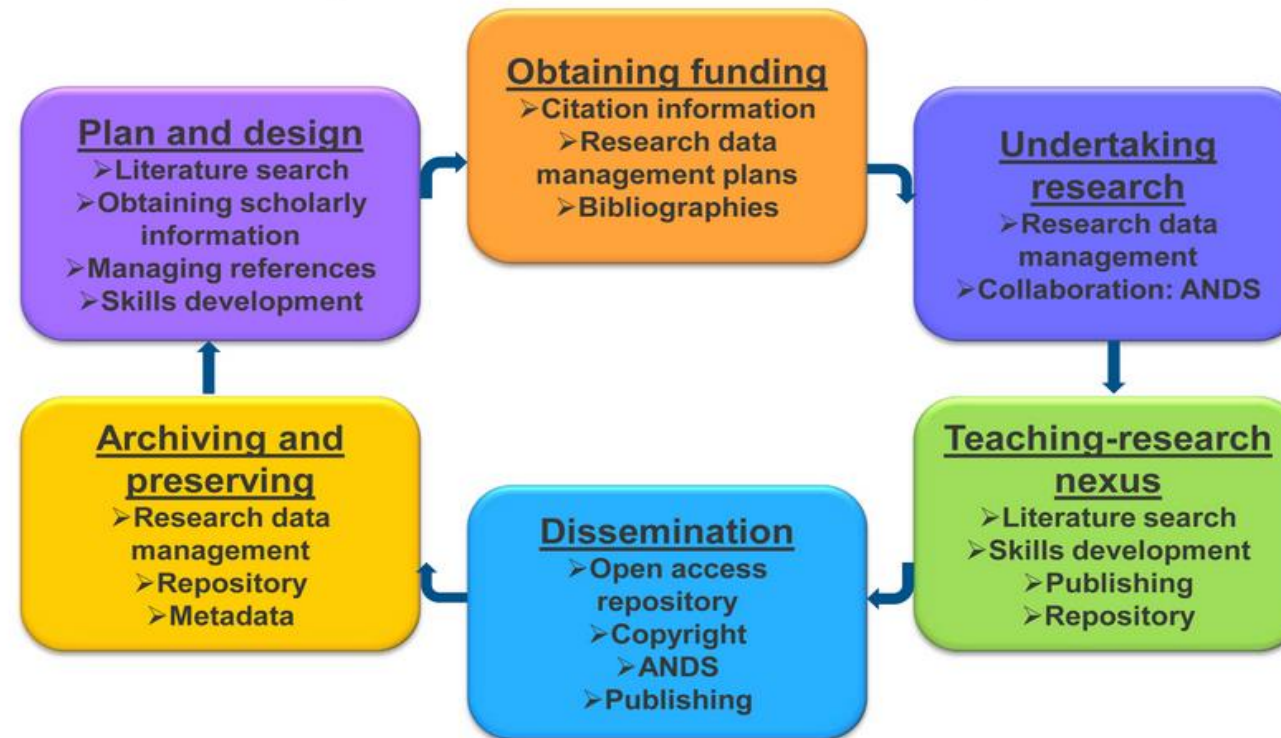 Plan and design
➢Literature search
➢Obtaining scholarly
information
➢Managing references
➢Skills development
Obtaining funding
➢Citation information
➢Research data
management plans
➢Bibliographies
Undertaking
research
➢Research data
management
➢Collaboration: ANDS
Teaching-research
nexus
➢Literature search
➢Skills development
➢Publishing
➢Repository
Dissemination
➢Open access
repository
➢Copyright
➢ANDS
➢Publishing
Archiving and
preserving
➢Research data
management
➢Repository
➢Metadata